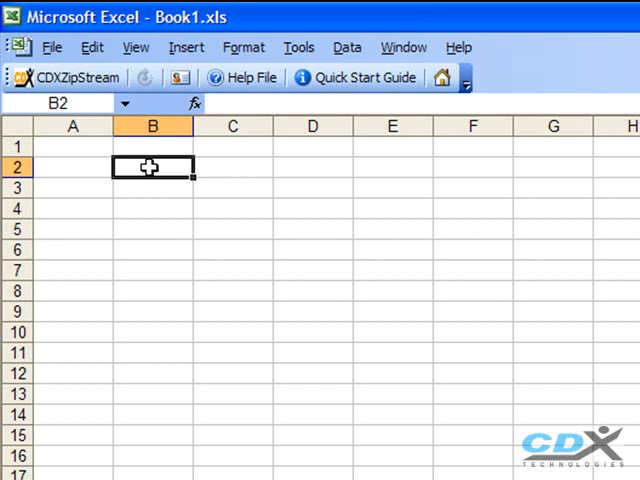 Microsoft Excel - Book1.xls
File Edit View Insert Format Tools Data Window Help
CDXZipStream Help File Quick Start Guide
B2 fx
A B C D E F G H
1
2
3
4
5
6
7
8
9
10
11
12
13
14
15
16
17
CDX
TECHNOLOGIES